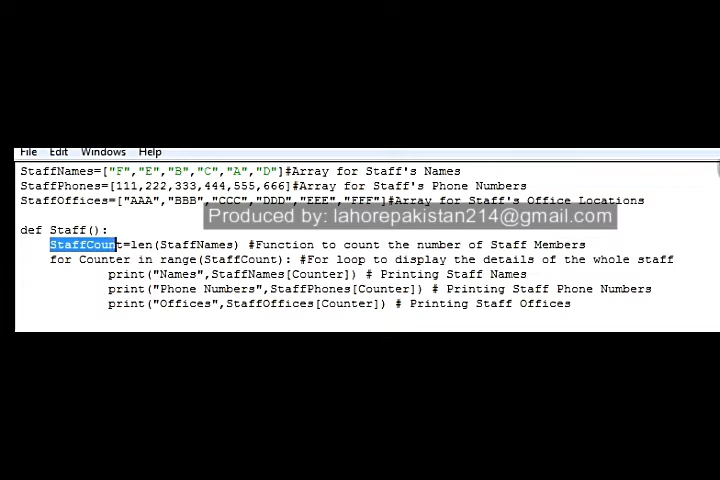 File Edit Windows Help
StaffNames=["F","E","B","C","A","D"]#Array for Staff's Names
StaffPhones=[111,222,333,444,555,666]#Array for Staff's Phone Numbers
StaffOffices=["AAA","BBB","CCC","DDD","EEE","FFF"]#Array for Staff's Office Locations
Produced by: lahorepakistan214@gmail.com
def Staff():
StaffCount=len(StaffNames) #Function to count the number of Staff Members
for Counter in range(StaffCount): #For loop to display the details of the whole staff
print("Names",StaffNames[Counter]) # Printing Staff Names
print("Phone Numbers",StaffPhones[Counter]) # Printing Staff Phone Numbers
print("Offices",StaffOffices[Counter]) # Printing Staff Offices